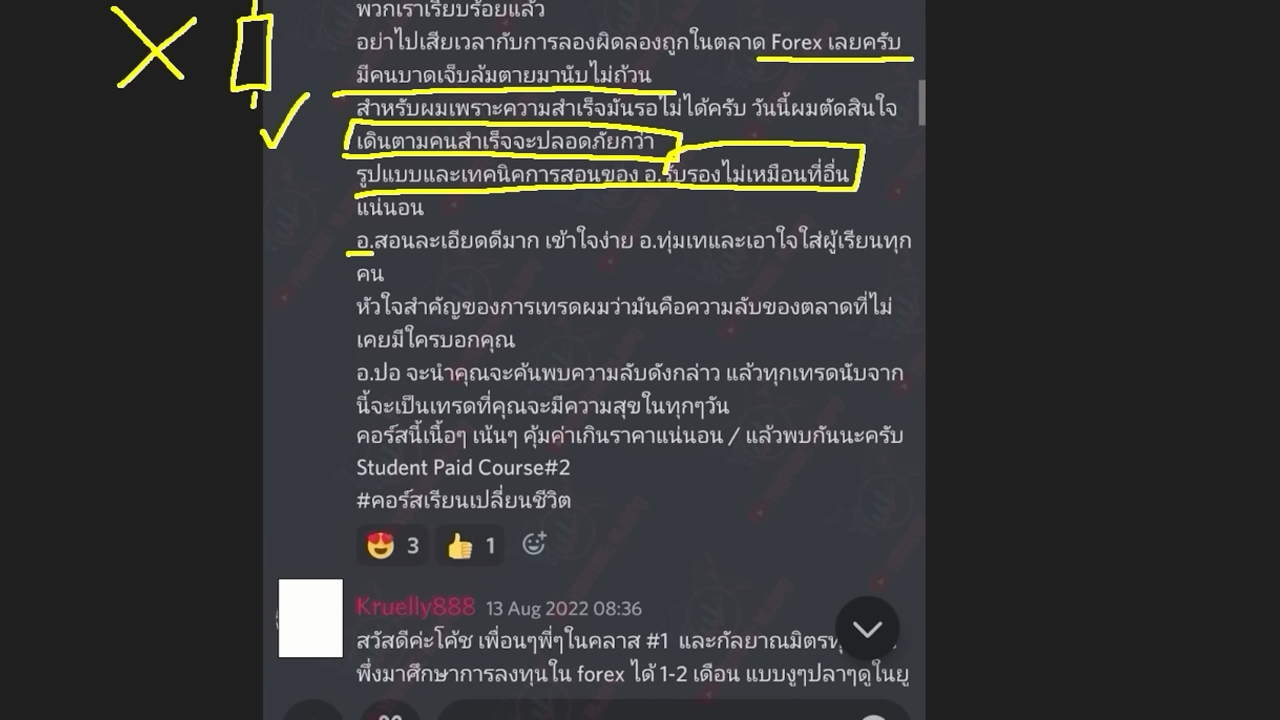 พวกเราเรียบร้อยแล้ว
อย่าไปเสียเวลากับการลองผิดลองถูกในตลาด Forex เลยครับ
มีคนบาดเจ็บล้มตายมานับไม่ถ้วน
สำหรับผมเพราะความสำเร็จมันรอไม่ได้ครับ วันนี้ผมตัดสินใจ
เดินตามคนสำเร็จจะปลอดภัยกว่า
รูปแบบและเทคนิคการสอนของ อ.รับรองไม่เหมือนที่อื่น
แน่นอน
อ.สอนละเอียดดีมาก เข้าใจง่าย อ.ทุ่มเทและเอาใจใส่ผู้เรียนทุก
คน
หัวใจสำคัญของการเทรดผมว่ามันคือความลับของตลาดที่ไม่
เคยมีใครบอกคุณ
อ.ปอ จะนำคุณจะค้นพบความลับดังกล่าว แล้วทุกเทรดนับจาก
นี้จะเป็นเทรดที่คุณจะมีความสุขในทุกๆวัน
คอร์สนี้เนื้อๆ เน้นๆ คุ้มค่าเกินราคาแน่นอน / แล้วพบกันนะครับ
Student Paid Course#2
#คอร์สเรียนเปลี่ยนชีวิต
3 1
Kruelly888 13 Aug 2022 08:36
สวัสดีค่ะโค้ช เพื่อนๆพี่ๆในคลาส #1 และกัลยาณมิตร
พึ่งมาศึกษาการลงทุนใน forex ได้ 1-2 เดือน แบบงูๆปลาๆดูในยู